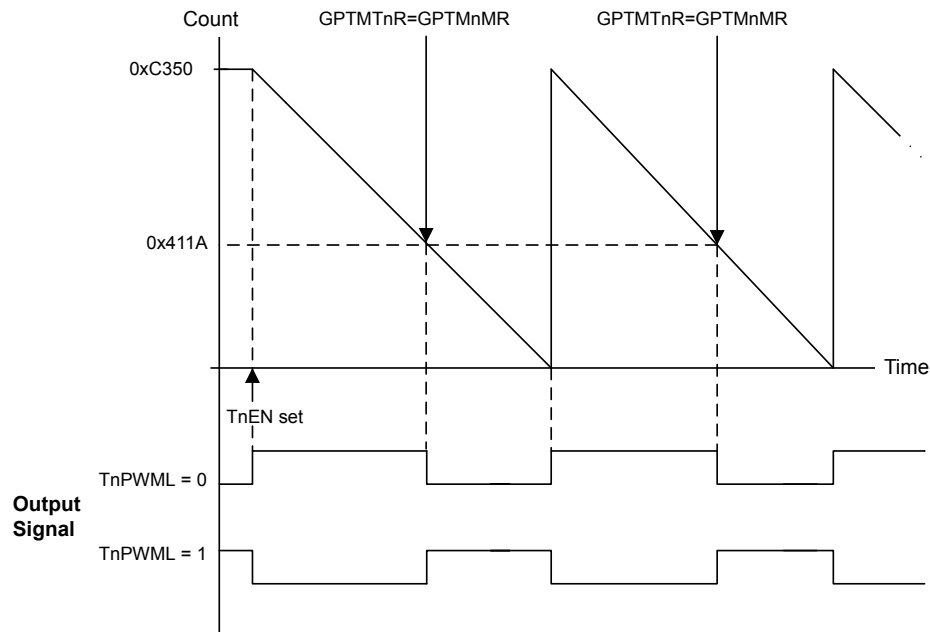 Count
GPTMTnR=GPTMnMR
GPTMTnR=GPTMnMR
0xC350
0x411A
Time
TnEN set
TnPWML = 0
Output
Signal
TnPWML = 1